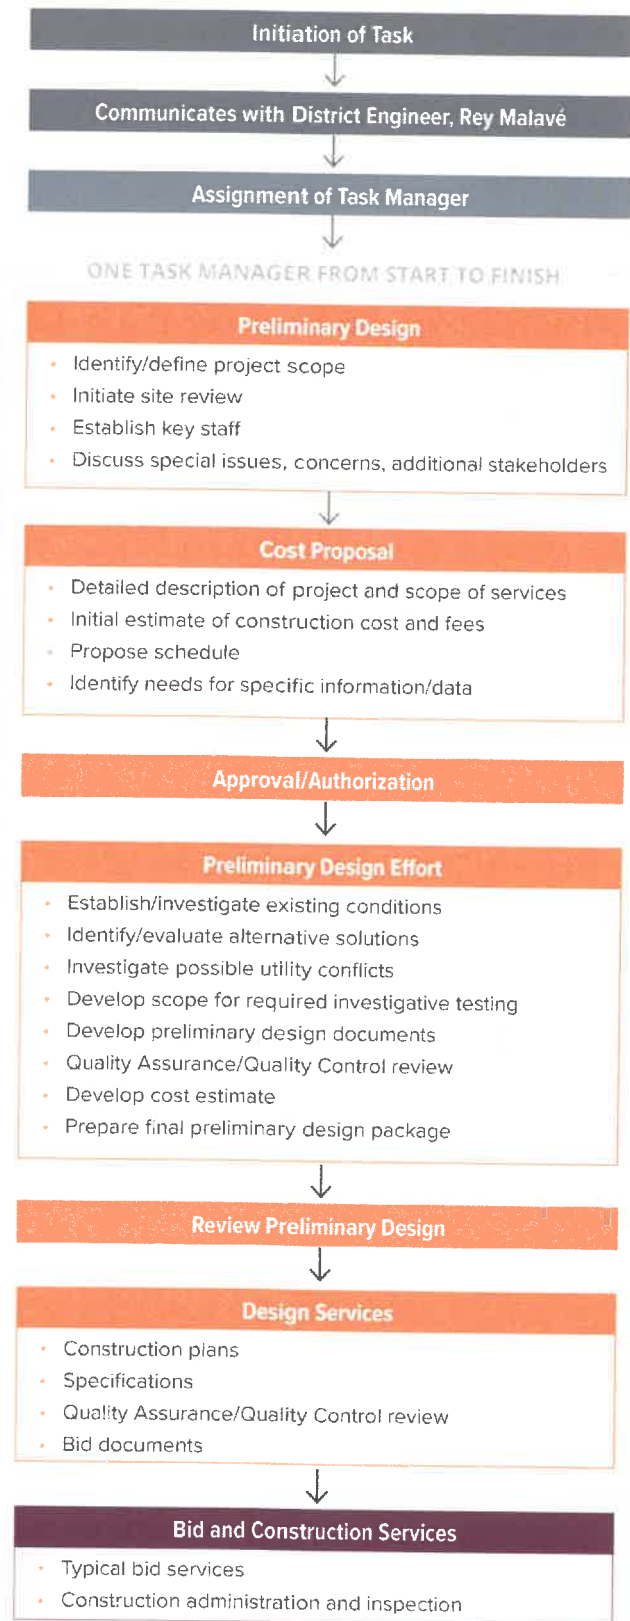 Initiation of Task
Communicates with District Engineer, Rey Malavé
Assignment of Task Manager
ONE TASK MANAGER FROM START TO FINISH
Preliminary Design
Identify/define project scope
Initiate site review
Establish key staff
Discuss special issues, concerns, additional stakeholders
Cost Proposal
Detailed description of project and scope of services
Initial estimate of construction cost and fees
Propose schedule
Identify needs for specific information/data
Approval/Authorization
Preliminary Design Effort
Establish/investigate existing conditions
Identify/evaluate alternative solutions
Investigate possible utility conflicts
Develop scope for required investigative testing
Develop preliminary design documents
Quality Assurance/Quality Control review
Develop cost estimate
Prepare final preliminary design package
Review Preliminary Design
Design Services
Construction plans
Specifications
Quality Assurance/Quality Control review
Bid documents
Bid and Construction Services
Typical bid services
Construction administration and inspection